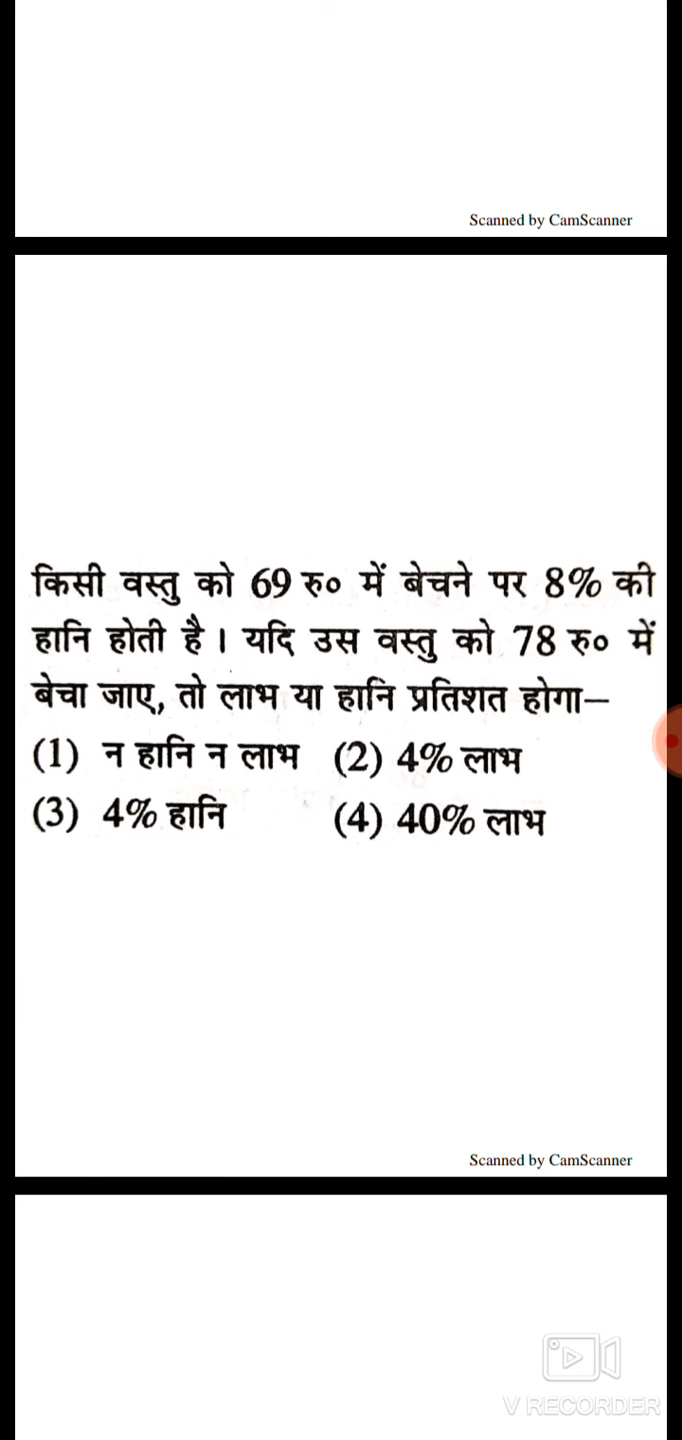 Scanned by CamScanner
किसी वस्तु को 69 रु० में बेचने पर 8% की
हानि होती है। यदि उस वस्तु को 78 रु० में
बेचा जाए, तो लाभ या हानि प्रतिशत होगा–
(1) न हानि न लाभ (2) 4% लाभ
(3) 4% हानि (4) 40% लाभ
Scanned by CamScanner
V RECORDER